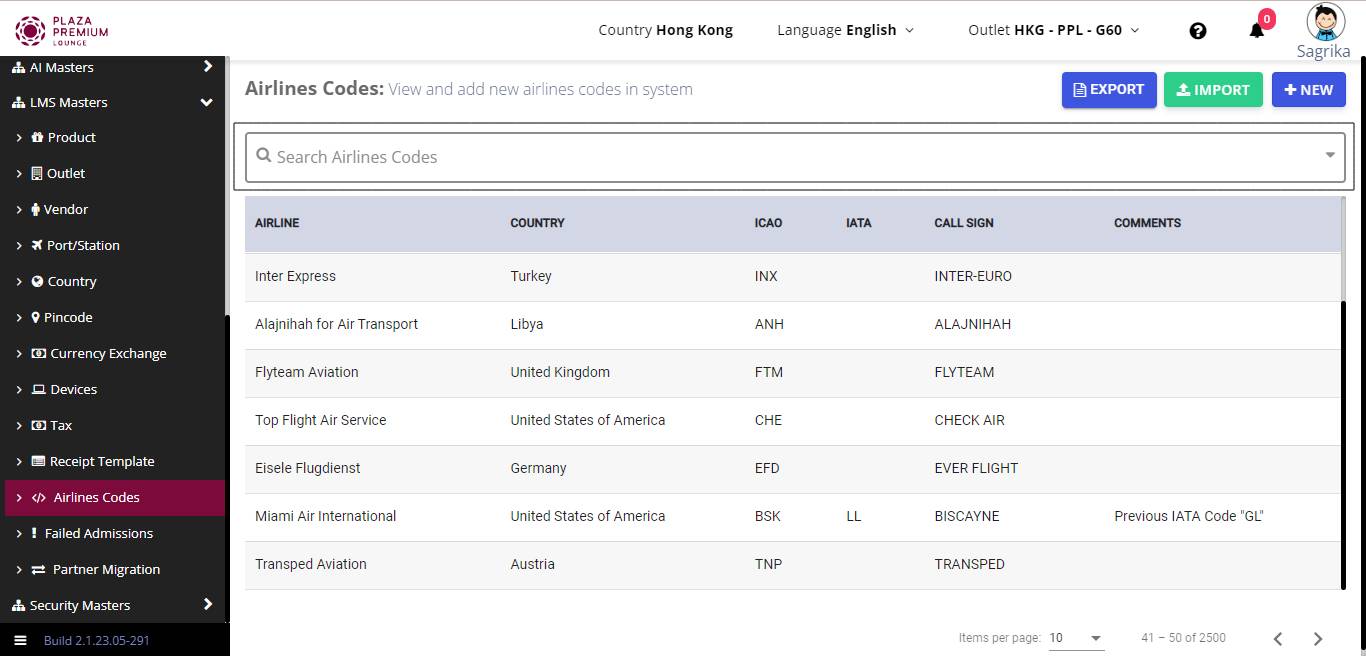 PLAZA
PREMIUM
LOUNGE
Country Hong Kong
Language English
Outlet HKG - PPL - G60
0
Sagrika
AI Masters
LMS Masters
Product
Outlet
Vendor
Port/Station
Country
Pincode
Currency Exchange
Devices
Tax
Receipt Template
Airlines Codes
Failed Admissions
Partner Migration
Security Masters
Build 2.1.23.05-291
Airlines Codes: View and add new airlines codes in system
EXPORT
IMPORT
NEW
Search Airlines Codes
AIRLINE COUNTRY ICAO IATA CALL SIGN COMMENTS
Inter Express Turkey INX INTER-EURO
Alajnihah for Air Transport Libya ANH ALAJNIHAH
Flyteam Aviation United Kingdom FTM FLYTEAM
Top Flight Air Service United States of America CHE CHECK AIR
Eisele Flugdienst Germany EFD EVER FLIGHT
Miami Air International United States of America BSK LL BISCAYNE Previous IATA Code "GL"
Transped Aviation Austria TNP TRANSPED
Items per page: 10 41 – 50 of 2500